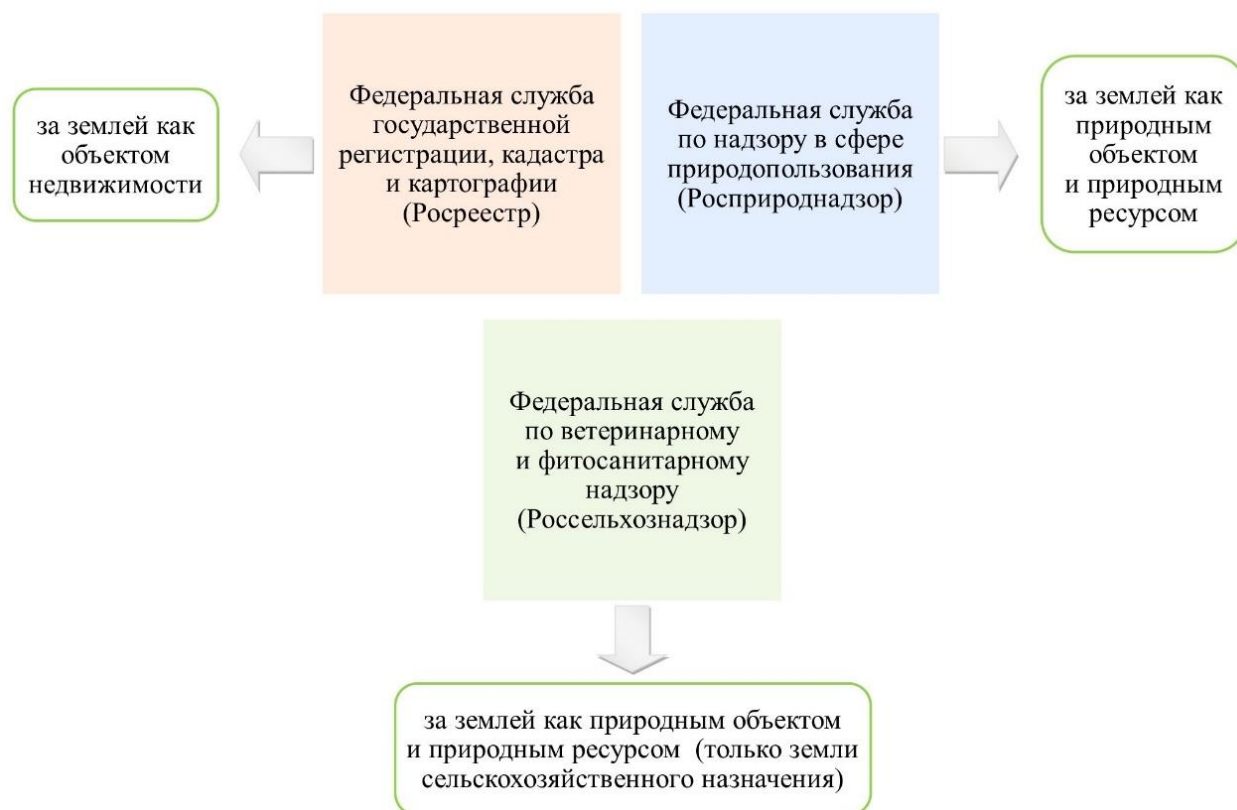 за землей как
объектом
недвижимости
Федеральная служба
государственной
регистрации, кадастра
и картографии
(Росреестр)
Федеральная служба
по надзору в сфере
природопользования
(Росприроднадзор)
за землей как
природным
объектом
и природным
ресурсом
Федеральная служба
по ветеринарному
и фитосанитарному
надзору
(Россельхознадзор)
за землей как природным объектом
и природным ресурсом (только земли
сельскохозяйственного назначения)